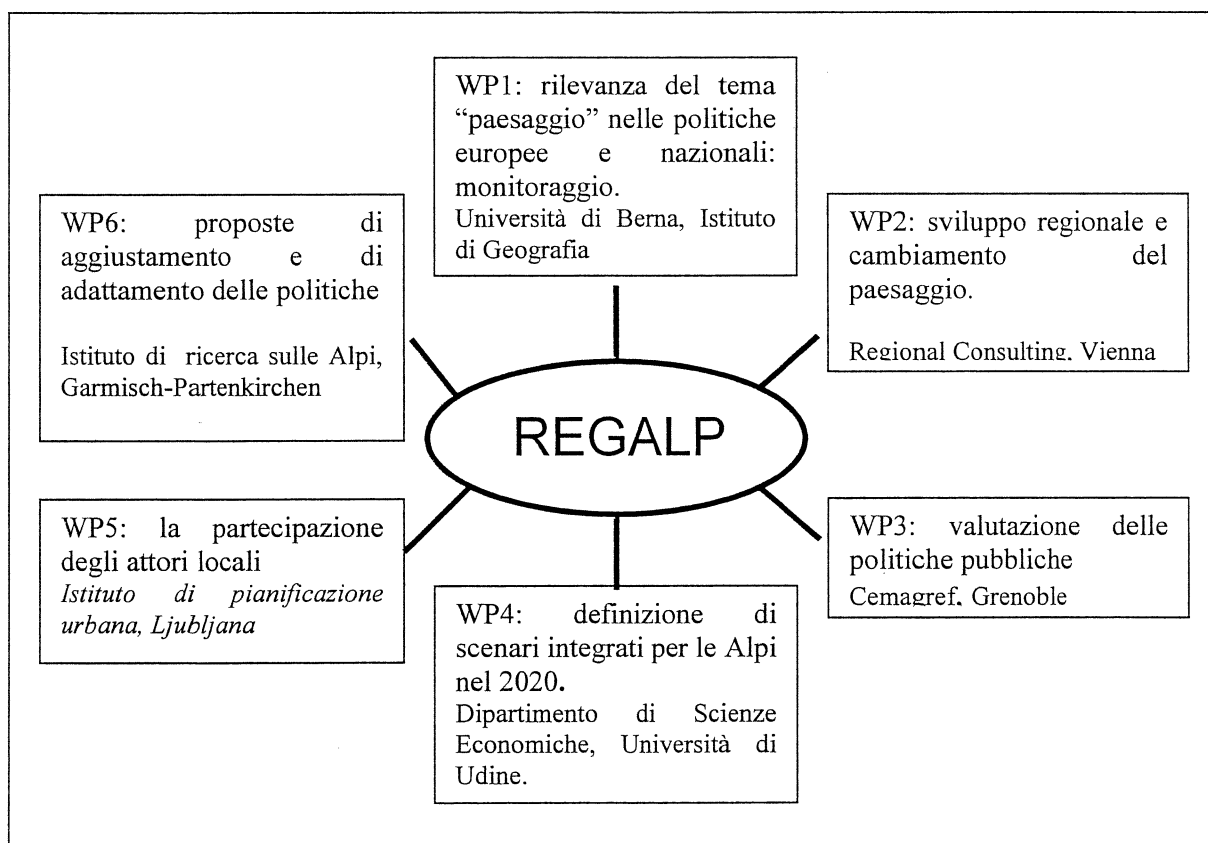 WP1: rilevanza del tema
“paesaggio” nelle politiche
europee e nazionali:
monitoraggio.
Università di Berna, Istituto
di Geografia
WP6: proposte di
aggiustamento e di
adattamento delle politiche
Istituto di ricerca sulle Alpi,
Garmisch-Partenkirchen
WP2: sviluppo regionale e
cambiamento del
paesaggio.
Regional Consulting, Vienna
REGALP
WP5: la partecipazione
degli attori locali
Istituto di pianificazione
urbana, Ljubljana
WP3: valutazione delle
politiche pubbliche
Cemagref, Grenoble
WP4: definizione di
scenari integrati per le Alpi
nel 2020.
Dipartimento di Scienze
Economiche, Università di
Udine.